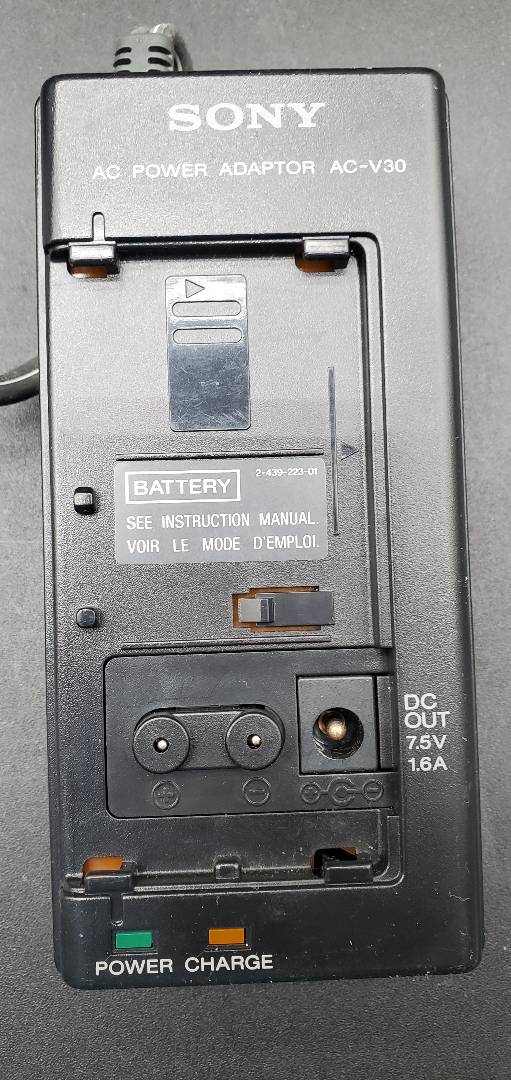 SONY
AC POWER ADAPTOR AC-V30
BATTERY 2-439-223-01
SEE INSTRUCTION MANUAL.
VOIR LE MODE D'EMPLOI.
DC
OUT
7.5V
1.6A
POWER CHARGE